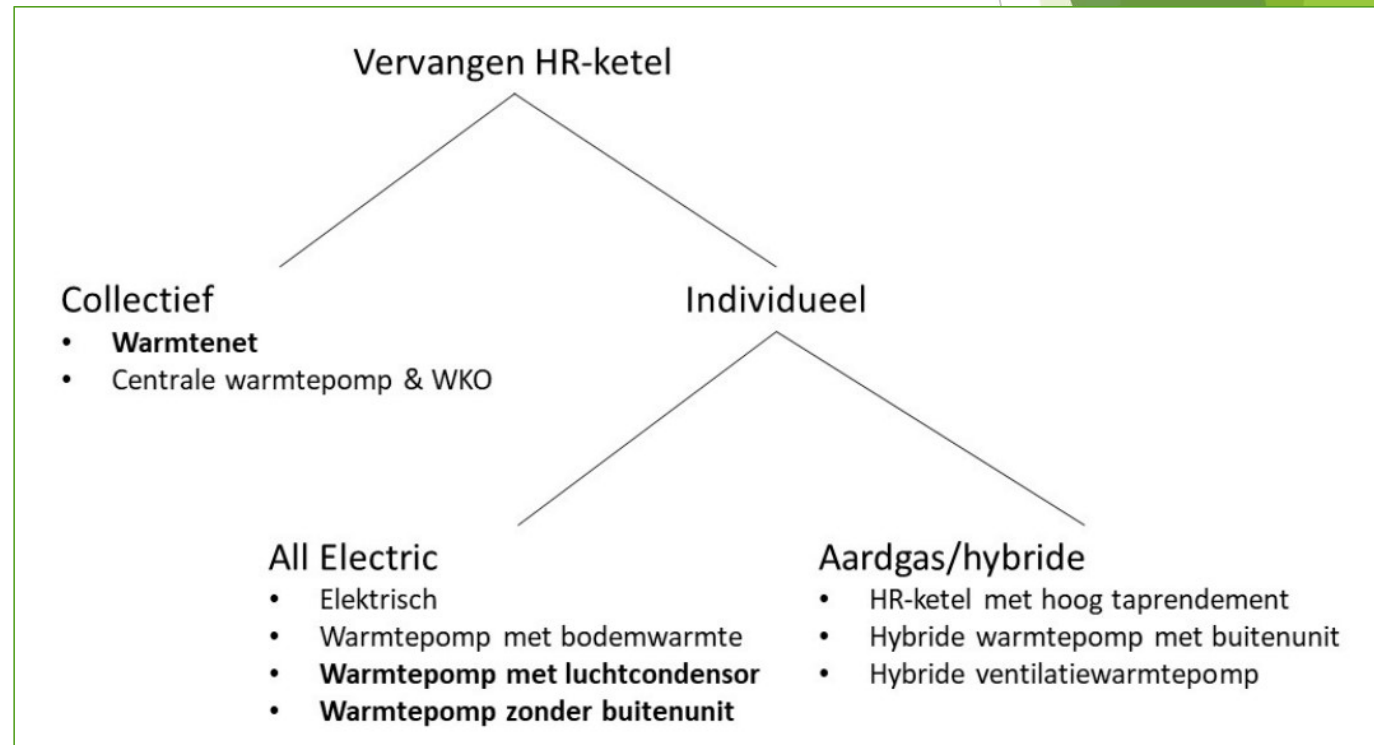 Vervangen HR-ketel
Collectief
• Warmtenet
• Centrale warmtepomp & WKO
Individueel
All Electric
• Elektrisch
• Warmtepomp met bodemwarmte
• Warmtepomp met luchtcondensor
• Warmtepomp zonder buitenunit
Aardgas/hybride
• HR-ketel met hoog taprendement
• Hybride warmtepomp met buitenunit
• Hybride ventilatiewarmtepomp